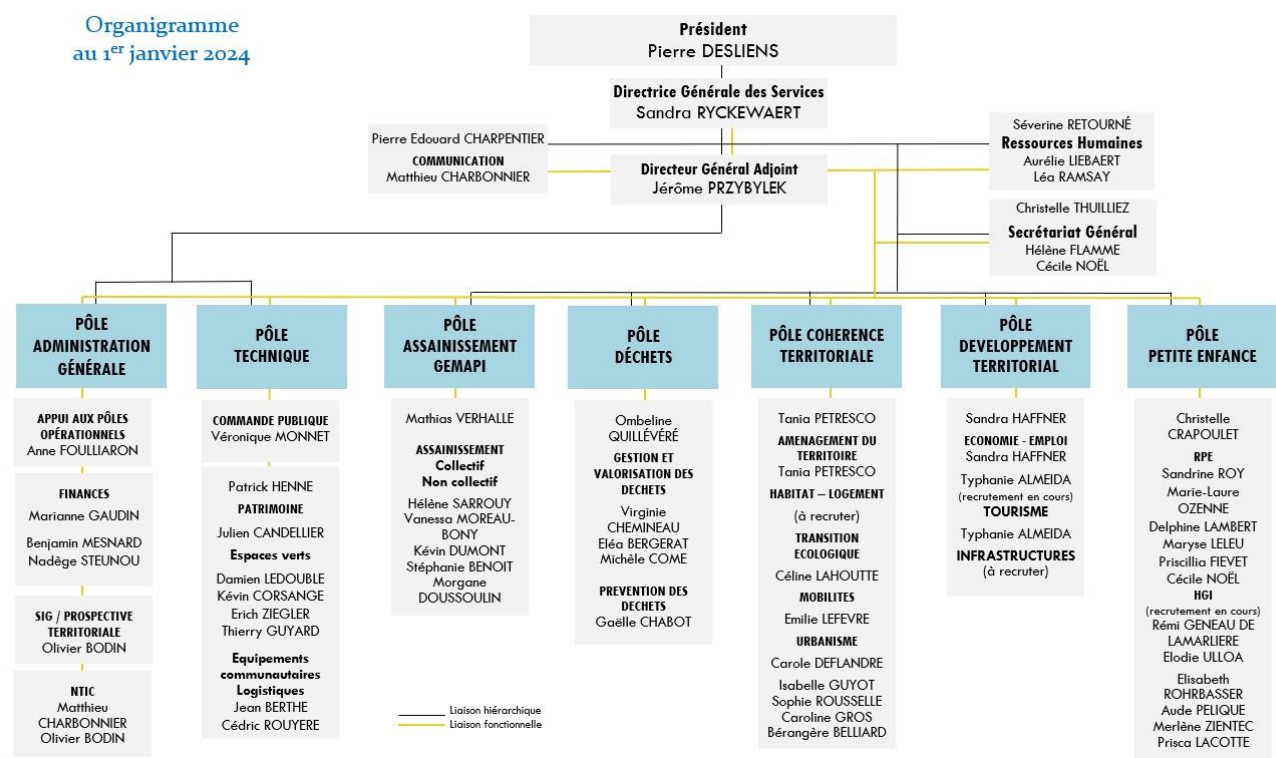 Organigramme
au 1er janvier 2024
Président
Pierre DESLIENS
Directrice Générale des Services
Sandra RYCKEWAERT
Pierre Edouard CHARPENTIER
COMMUNICATION
Matthieu CHARBONNIER
Directeur Général Adjoint
Jérôme PRZYBYLEK
Séverine RETOURNÉ
Ressources Humaines
Aurélie LIEBAERT
Léa RAMSAY
Christelle THUILLIEZ
Secrétariat Général
Hélène FLAMME
Cécile NOËL
PÔLE
ADMINISTRATION
GÉNÉRALE
APPUI AUX PÔLES
OPÉRATIONNELS
Anne FOULLIARON
FINANCES
Marianne GAUDIN
Benjamin MESNARD
Nadège STEUNOU
SIG / PROSPECTIVE
TERRITORIALE
Olivier BODIN
NTIC
Matthieu
CHARBONNIER
Olivier BODIN
PÔLE
TECHNIQUE
COMMANDE PUBLIQUE
Véronique MONNET
Patrick HENNE
PATRIMOINE
Julien CANDELLIER
Espaces verts
Damien LEDOUBLE
Kévin CORSANGE
Erich ZIEGLER
Thierry GUYARD
Equipements
communautaires
Logistiques
Jean BERTHE
Cédric ROUYERE
PÔLE
ASSAINISSEMENT
GEMAPI
Mathias VERHALLE
ASSAINISSEMENT
Collectif
Non collectif
Hélène SARROUY
Vanessa MOREAU-
BONY
Kévin DUMONT
Stéphanie BENOIT
Morgane
DOUSSOULIN
PÔLE
DÉCHETS
Ombeline
QUILLÉVÉRÉ
GESTION ET
VALORISATION DES
DECHETS
Virginie
CHEMINEAU
Eléa BERGERAT
Michèle COME
PREVENTION DES
DECHETS
Gaëlle CHABOT
PÔLE COHERENCE
TERRITORIALE
Tania PETRESCO
AMENAGEMENT DU
TERRITOIRE
Tania PETRESCO
HABITAT – LOGEMENT
(à recruter)
TRANSITION
ECOLOGIQUE
Céline LAHOUTTE
MOBILITES
Emilie LEFEVRE
URBANISME
Carole DEFLANDRE
Isabelle GUYOT
Sophie ROUSSELLE
Caroline GROS
Bérangère BELLIARD
PÔLE
DEVELOPPEMENT
TERRITORIAL
Sandra HAFFNER
ECONOMIE - EMPLOI
Sandra HAFFNER
Typhanie ALMEIDA
(recrutement en cours)
TOURISME
Typhanie ALMEIDA
INFRASTRUCTURES
(à recruter)
PÔLE
PETITE ENFANCE
Christelle
CRAPOULET
RPE
Sandrine ROY
Marie-Laure
OZENNE
Delphine LAMBERT
Maryse LELEU
Priscillia FIEVET
Cécile NOËL
HGI
(recrutement en cours)
Rémi GENEAU DE
LAMARLIERE
Elodie ULLOA
Elisabeth
ROHRBASSER
Aude PELIQUE
Merlène ZIENTEC
Prisca LACOTTE
Liaison hiérarchique
Liaison fonctionnelle